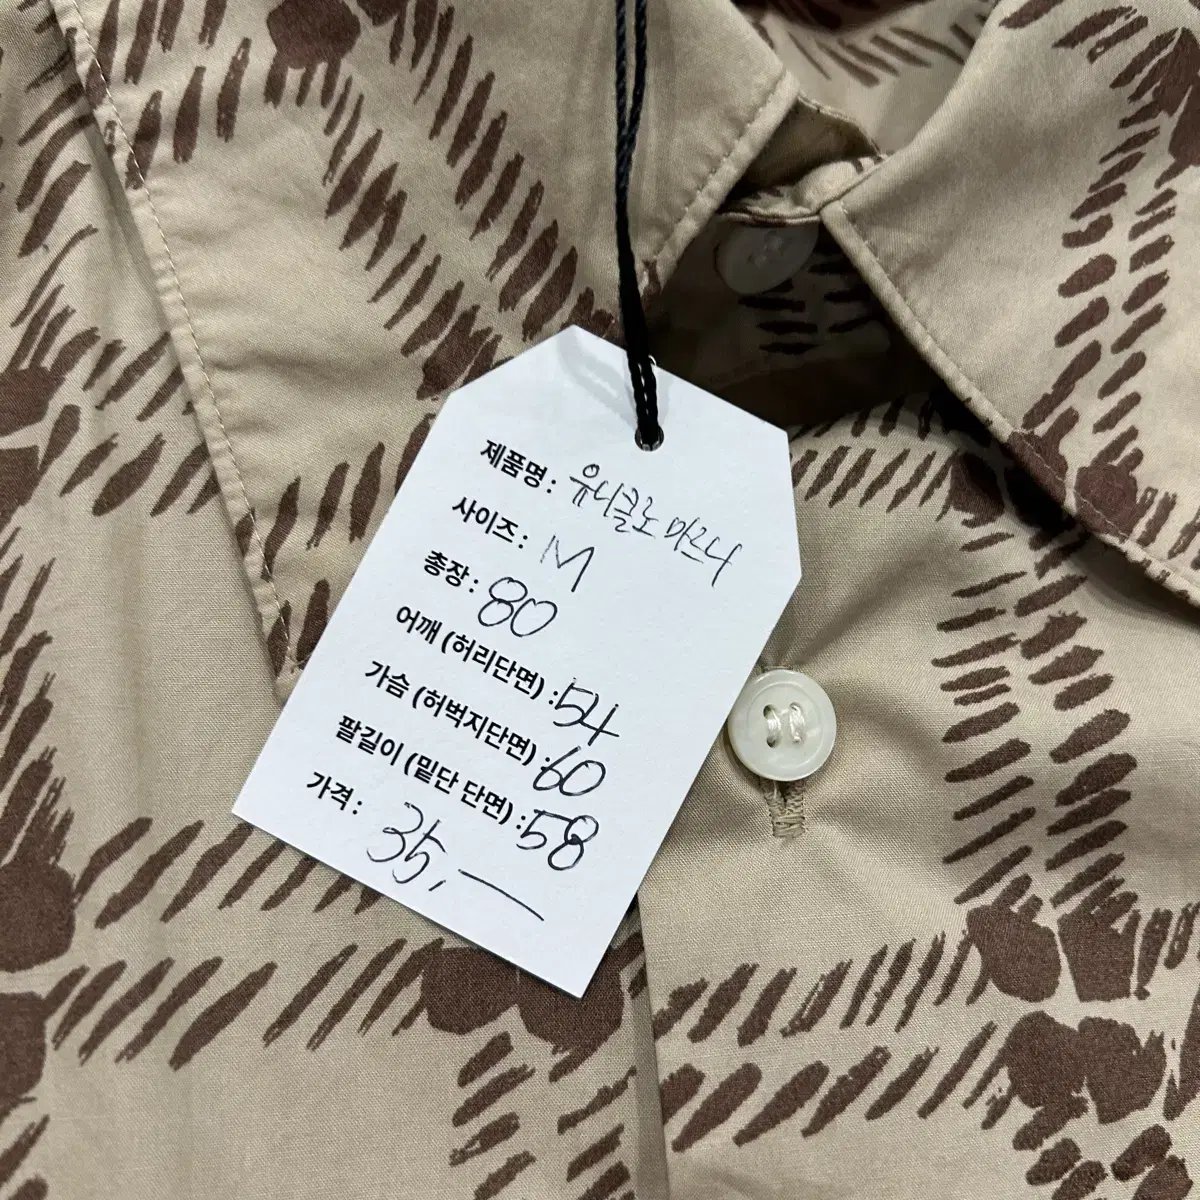 제품명 : 유니클로 마르니
사이즈 : M
총장 : 80
어깨 (허리단면) : 54
가슴 (허벅지단면) : 60
팔길이 (밑단 단면) : 58
가격 : 35,—